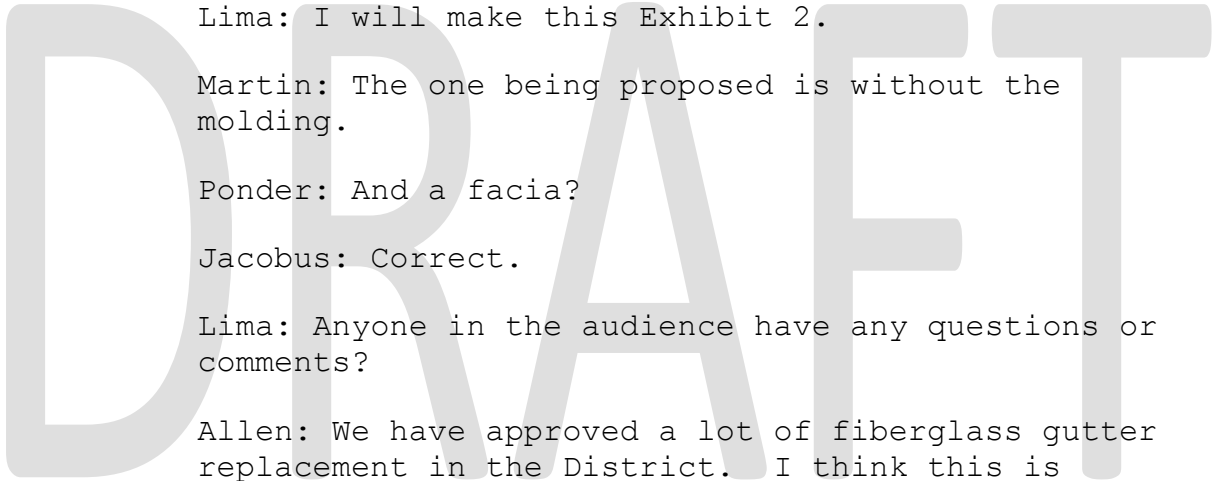 DRAFT
Lima: I will make this Exhibit 2.
Martin: The one being proposed is without the
molding.
Ponder: And a facia?
Jacobus: Correct.
Lima: Anyone in the audience have any questions or
comments?
Allen: We have approved a lot of fiberglass gutter
replacement in the District. I think this is